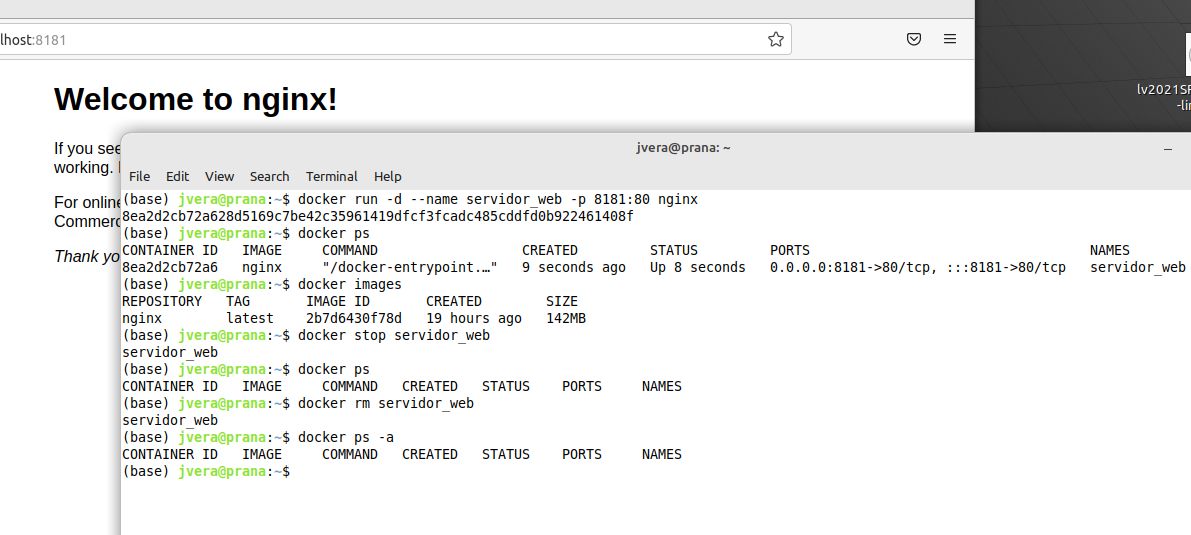 lhost:8181
Welcome to nginx!
If you see
working.
For online
Commerc
Thank yo
lv2021SF
-li
jvera@prana: ~
File Edit View Search Terminal Help
(base) jvera@prana:~$ docker run -d --name servidor_web -p 8181:80 nginx
8ea2d2cb72a628d5169c7be42c35961419dfcf3fcadc485cddfd0b922461408f
(base) jvera@prana:~$ docker ps
CONTAINER ID   IMAGE     COMMAND                  CREATED         STATUS         PORTS                                   NAMES
8ea2d2cb72a6   nginx     "/docker-entrypoint.…"   9 seconds ago   Up 8 seconds   0.0.0.0:8181->80/tcp, :::8181->80/tcp   servidor_web
(base) jvera@prana:~$ docker images
REPOSITORY   TAG       IMAGE ID       CREATED        SIZE
nginx        latest    2b7d6430f78d   19 hours ago   142MB
(base) jvera@prana:~$ docker stop servidor_web
servidor_web
(base) jvera@prana:~$ docker ps
CONTAINER ID   IMAGE     COMMAND   CREATED   STATUS    PORTS     NAMES
(base) jvera@prana:~$ docker rm servidor_web
servidor_web
(base) jvera@prana:~$ docker ps -a
CONTAINER ID   IMAGE     COMMAND   CREATED   STATUS    PORTS     NAMES
(base) jvera@prana:~$